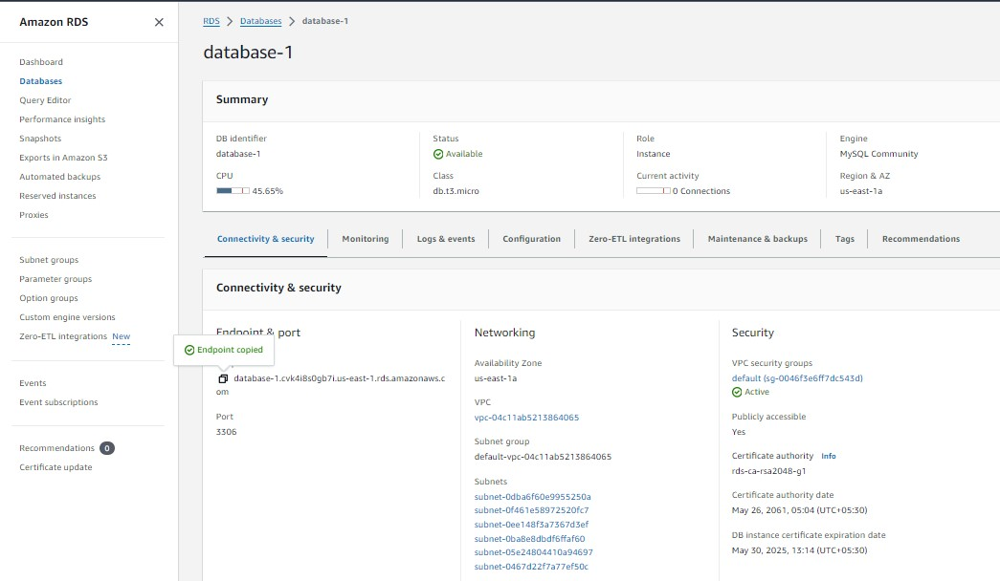 Amazon RDS
Dashboard
Databases
Query Editor
Performance insights
Snapshots
Exports in Amazon S3
Automated backups
Reserved instances
Proxies
Subnet groups
Parameter groups
Option groups
Custom engine versions
Zero-ETL integrations New
Events
Event subscriptions
Recommendations 0
Certificate update
RDS > Databases > database-1
database-1
Summary
DB identifier
database-1
CPU
45.65%
Status
Available
Class
db.t3.micro
Role
Instance
Current activity
0 Connections
Engine
MySQL Community
Region & AZ
us-east-1a
Connectivity & security Monitoring Logs & events Configuration Zero-ETL integrations Maintenance & backups Tags Recommendations
Connectivity & security
Endpoint & port
Endpoint copied
database-1.cvk4i8s0gb7i.us-east-1.rds.amazonaws.c
om
Port
3306
Networking
Availability Zone
us-east-1a
VPC
vpc-04c11ab5213864065
Subnet group
default-vpc-04c11ab5213864065
Subnets
subnet-0dba6f60e9955250a
subnet-0f461e58972520fc7
subnet-0ee148f3a7367d3ef
subnet-0ba8e8dbdf6ffaf60
subnet-05e24804410a94697
subnet-0467d22f7a77ef50c
Security
VPC security groups
default (sg-0046f3e6ff7dc543d)
Active
Publicly accessible
Yes
Certificate authority Info
rds-ca-rsa2048-g1
Certificate authority date
May 26, 2061, 05:04 (UTC+05:30)
DB instance certificate expiration date
May 30, 2025, 13:14 (UTC+05:30)